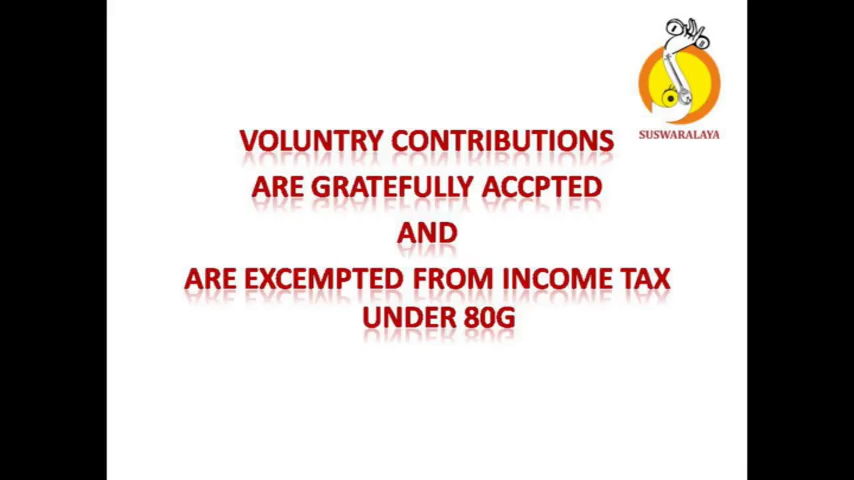 SUSWARALAYA
VOLUNTRY CONTRIBUTIONS
ARE GRATEFULLY ACCPTED
AND
ARE EXCEMPTED FROM INCOME TAX
UNDER 80G